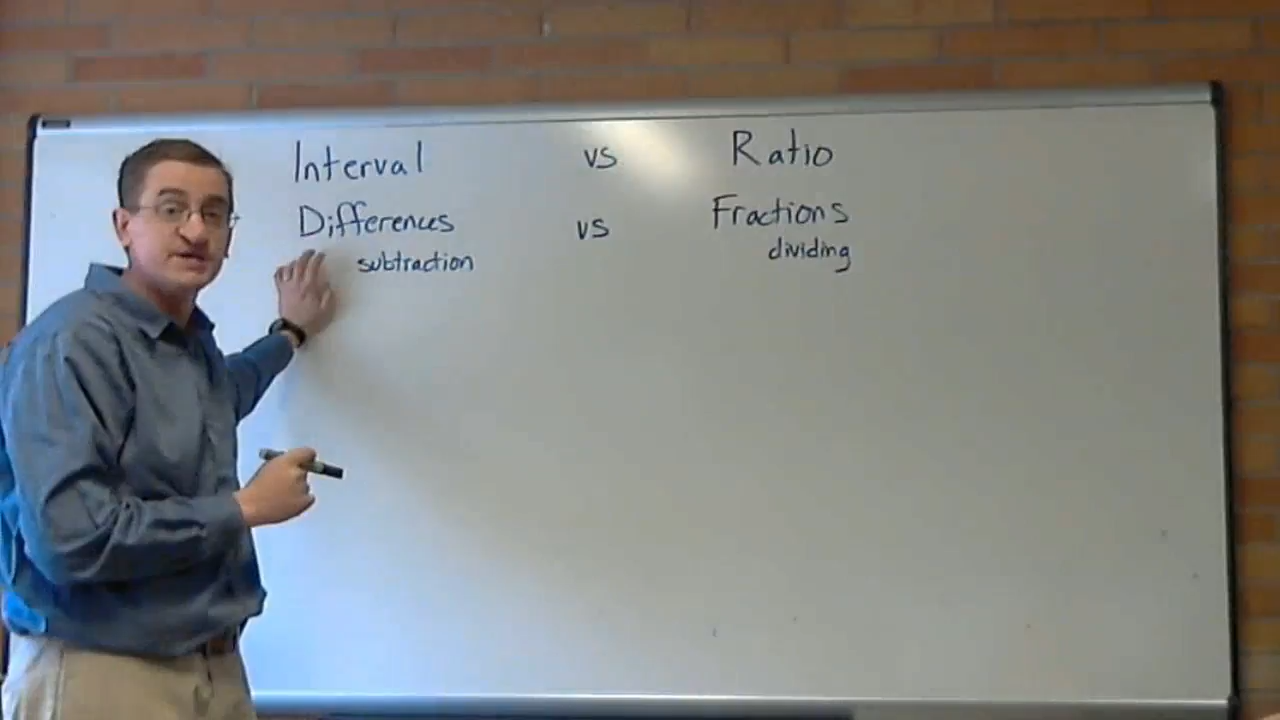 Interval vs Ratio
Differences vs Fractions
subtraction dividing